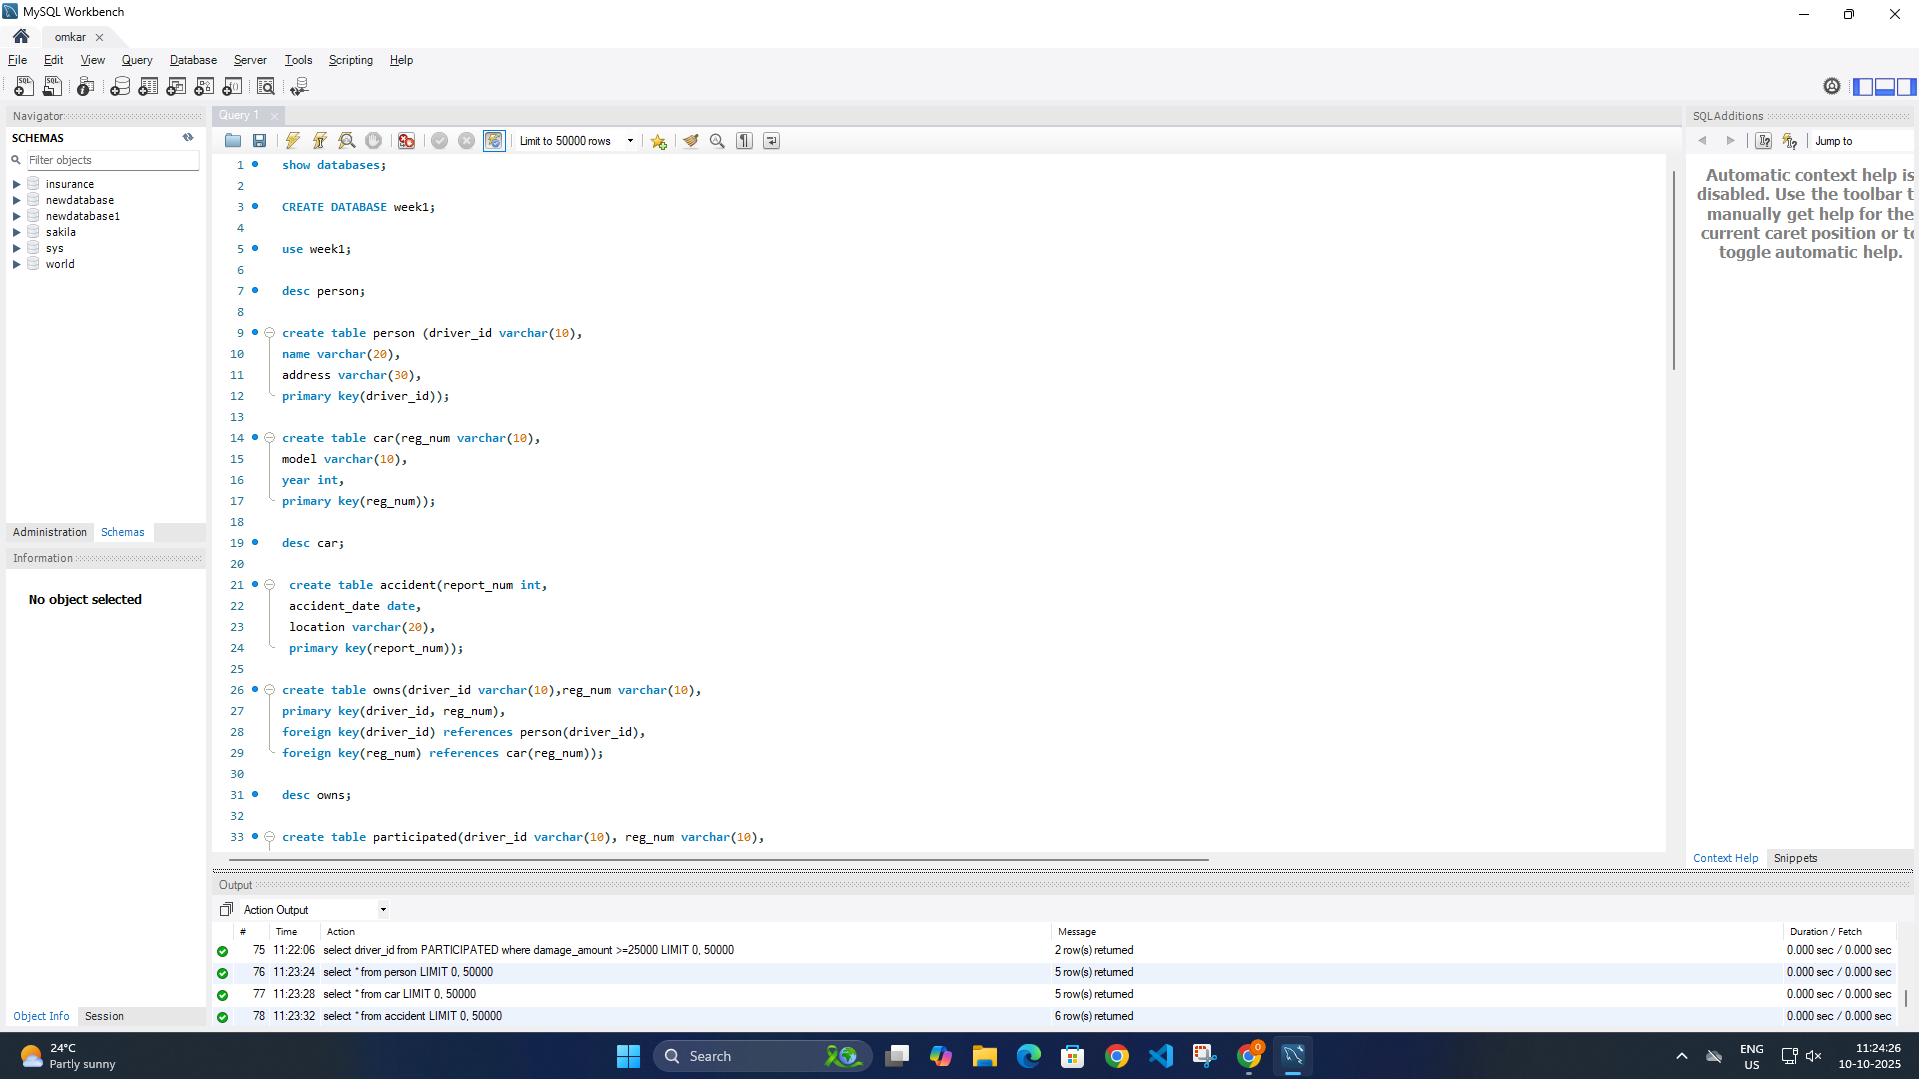 MySQL Workbench
omkar
File Edit View Query Database Server Tools Scripting Help
Navigator
SCHEMAS
Filter objects
insurance
newdatabase
newdatabase1
sakila
sys
world
Administration Schemas
Information
No object selected
Object Info Session
Query 1
Limit to 50000 rows
1 show databases;
2
3 CREATE DATABASE week1;
4
5 use week1;
6
7 desc person;
8
9 create table person (driver_id varchar(10),
10 name varchar(20),
11 address varchar(30),
12 primary key(driver_id));
13
14 create table car(reg_num varchar(10),
15 model varchar(10),
16 year int,
17 primary key(reg_num));
18
19 desc car;
20
21 create table accident(report_num int,
22 accident_date date,
23 location varchar(20),
24 primary key(report_num));
25
26 create table owns(driver_id varchar(10),reg_num varchar(10),
27 primary key(driver_id, reg_num),
28 foreign key(driver_id) references person(driver_id),
29 foreign key(reg_num) references car(reg_num));
30
31 desc owns;
32
33 create table participated(driver_id varchar(10), reg_num varchar(10),
SQLAdditions
Jump to
Automatic context help is
disabled. Use the toolbar t
manually get help for the
current caret position or to
toggle automatic help.
Context Help Snippets
Output
Action Output
# Time Action Message Duration / Fetch
75 11:22:06 select driver_id from PARTICIPATED where damage_amount >=25000 LIMIT 0, 50000 2 row(s) returned 0.000 sec / 0.000 sec
76 11:23:24 select * from person LIMIT 0, 50000 5 row(s) returned 0.000 sec / 0.000 sec
77 11:23:28 select * from car LIMIT 0, 50000 5 row(s) returned 0.000 sec / 0.000 sec
78 11:23:32 select * from accident LIMIT 0, 50000 6 row(s) returned 0.000 sec / 0.000 sec
24°C
Partly sunny
Search
ENG
US
11:24:26
10-10-2025